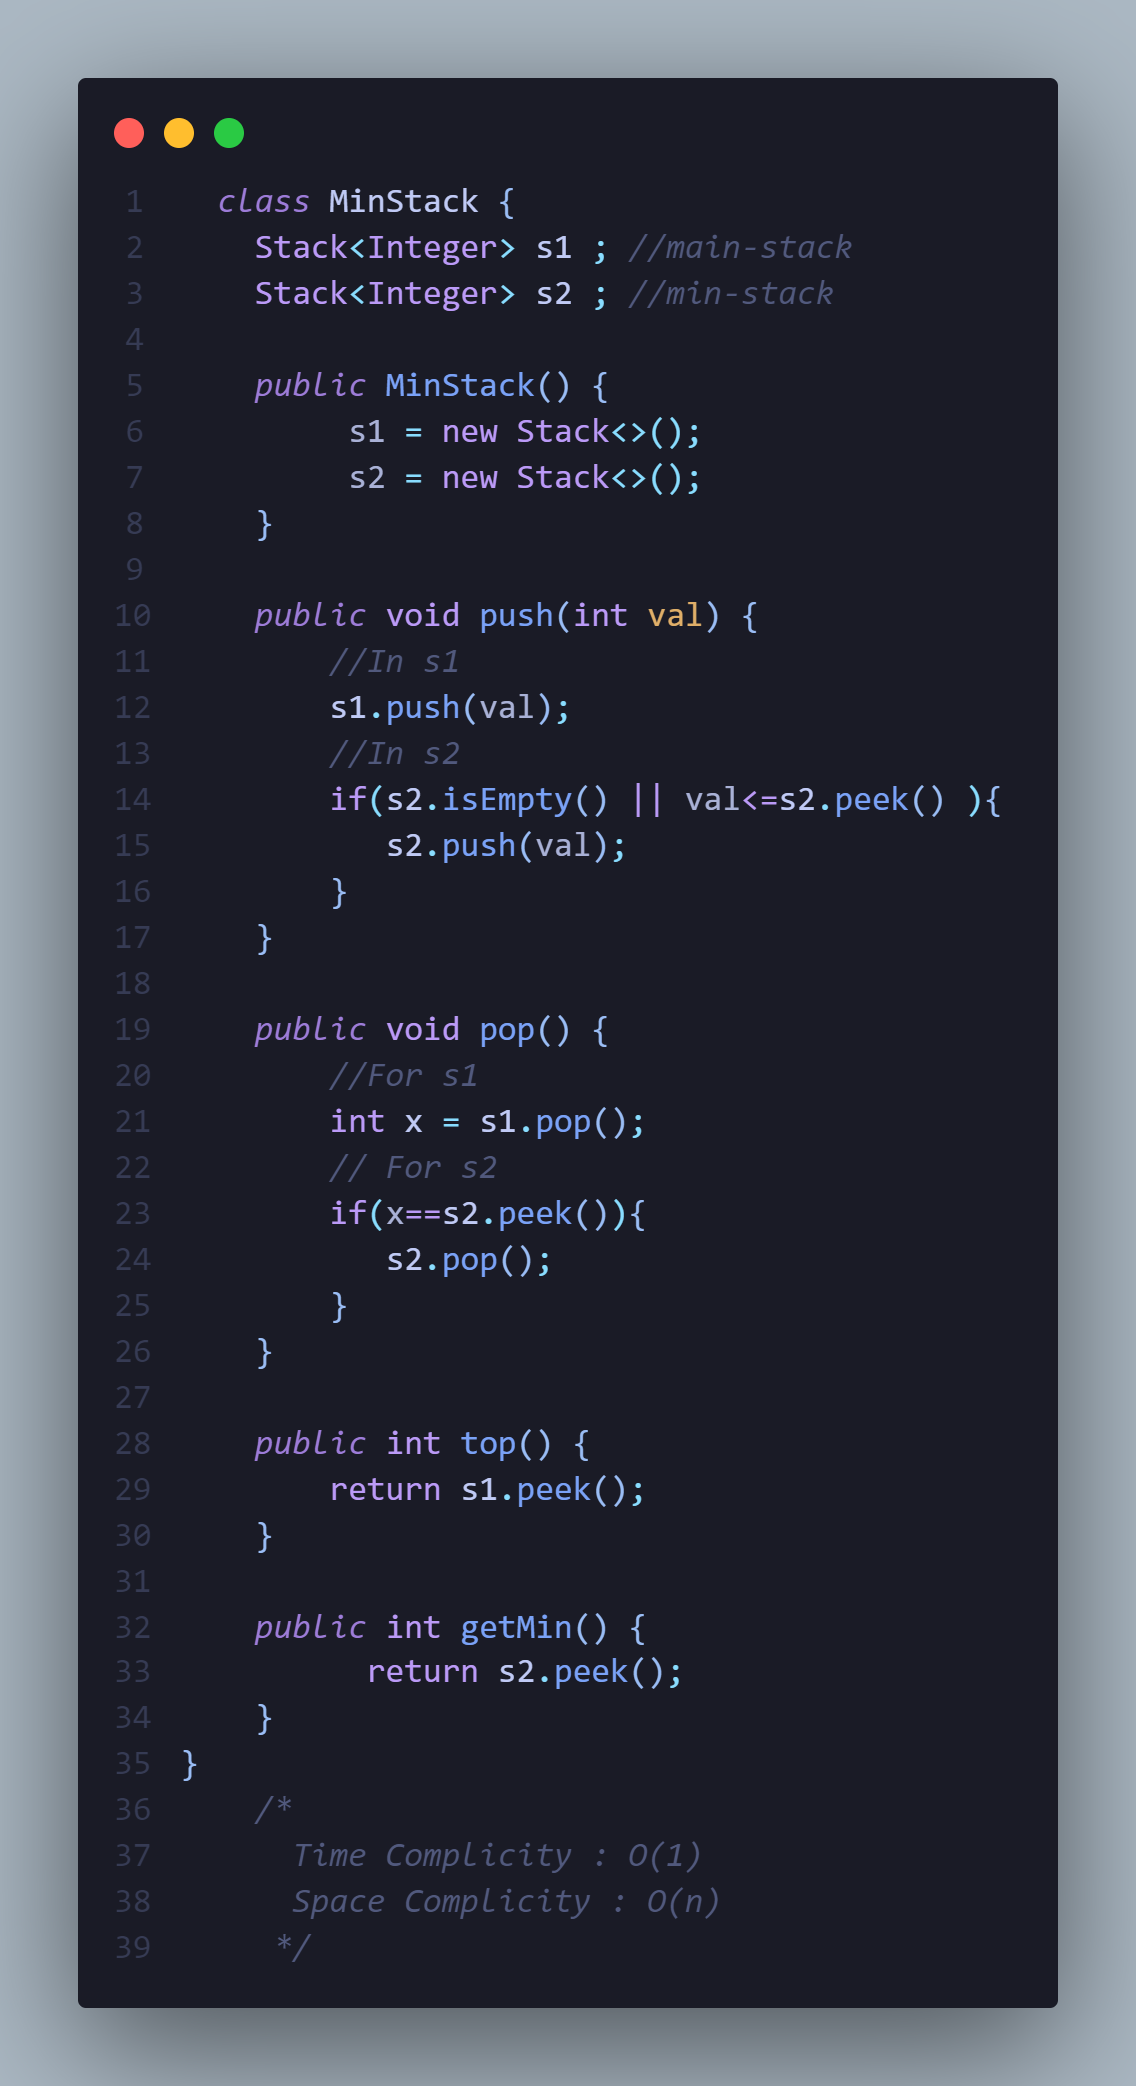 1 class MinStack {
2 Stack<Integer> s1 ; //main-stack
3 Stack<Integer> s2 ; //min-stack
4
5 public MinStack() {
6 s1 = new Stack<>();
7 s2 = new Stack<>();
8 }
9
10 public void push(int val) {
11 //In s1
12 s1.push(val);
13 //In s2
14 if(s2.isEmpty() || val<=s2.peek() ){
15 s2.push(val);
16 }
17 }
18
19 public void pop() {
20 //For s1
21 int x = s1.pop();
22 // For s2
23 if(x==s2.peek()){
24 s2.pop();
25 }
26 }
27
28 public int top() {
29 return s1.peek();
30 }
31
32 public int getMin() {
33 return s2.peek();
34 }
35 }
36 /*
37 Time Complicity : O(1)
38 Space Complicity : O(n)
39 */